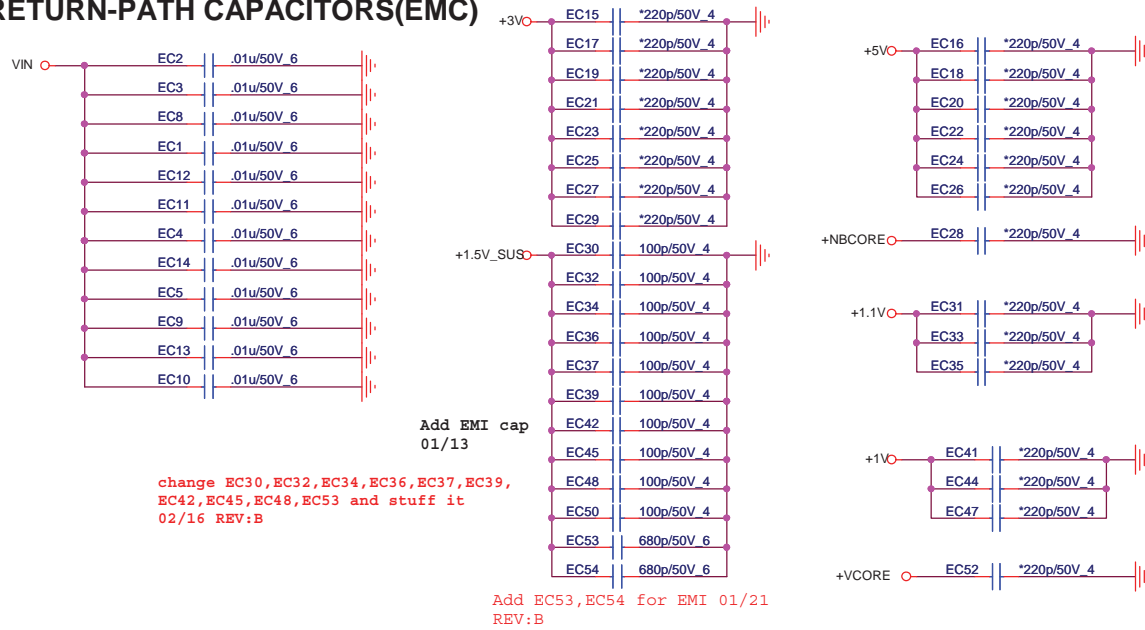 RETURN-PATH CAPACITORS(EMC)
VIN
EC2 .01u/50V_6
EC3 .01u/50V_6
EC8 .01u/50V_6
EC1 .01u/50V_6
EC12 .01u/50V_6
EC11 .01u/50V_6
EC4 .01u/50V_6
EC14 .01u/50V_6
EC5 .01u/50V_6
EC9 .01u/50V_6
EC13 .01u/50V_6
EC10 .01u/50V_6
change EC30,EC32,EC34,EC36,EC37,EC39,
EC42,EC45,EC48,EC53 and stuff it
02/16 REV:B
+3V
EC15 *220p/50V_4
EC17 *220p/50V_4
EC19 *220p/50V_4
EC21 *220p/50V_4
EC23 *220p/50V_4
EC25 *220p/50V_4
EC27 *220p/50V_4
EC29 *220p/50V_4
+1.5V_SUS
EC30 100p/50V_4
EC32 100p/50V_4
EC34 100p/50V_4
EC36 100p/50V_4
EC37 100p/50V_4
EC39 100p/50V_4
EC42 100p/50V_4
EC45 100p/50V_4
EC48 100p/50V_4
EC50 100p/50V_4
EC53 680p/50V_6
EC54 680p/50V_6
Add EMI cap
01/13
Add EC53,EC54 for EMI 01/21
REV:B
+5V
EC16 *220p/50V_4
EC18 *220p/50V_4
EC20 *220p/50V_4
EC22 *220p/50V_4
EC24 *220p/50V_4
EC26 *220p/50V_4
+NBCORE
EC28 *220p/50V_4
+1.1V
EC31 *220p/50V_4
EC33 *220p/50V_4
EC35 *220p/50V_4
+1V
EC41 *220p/50V_4
EC44 *220p/50V_4
EC47 *220p/50V_4
+VCORE
EC52 *220p/50V_4